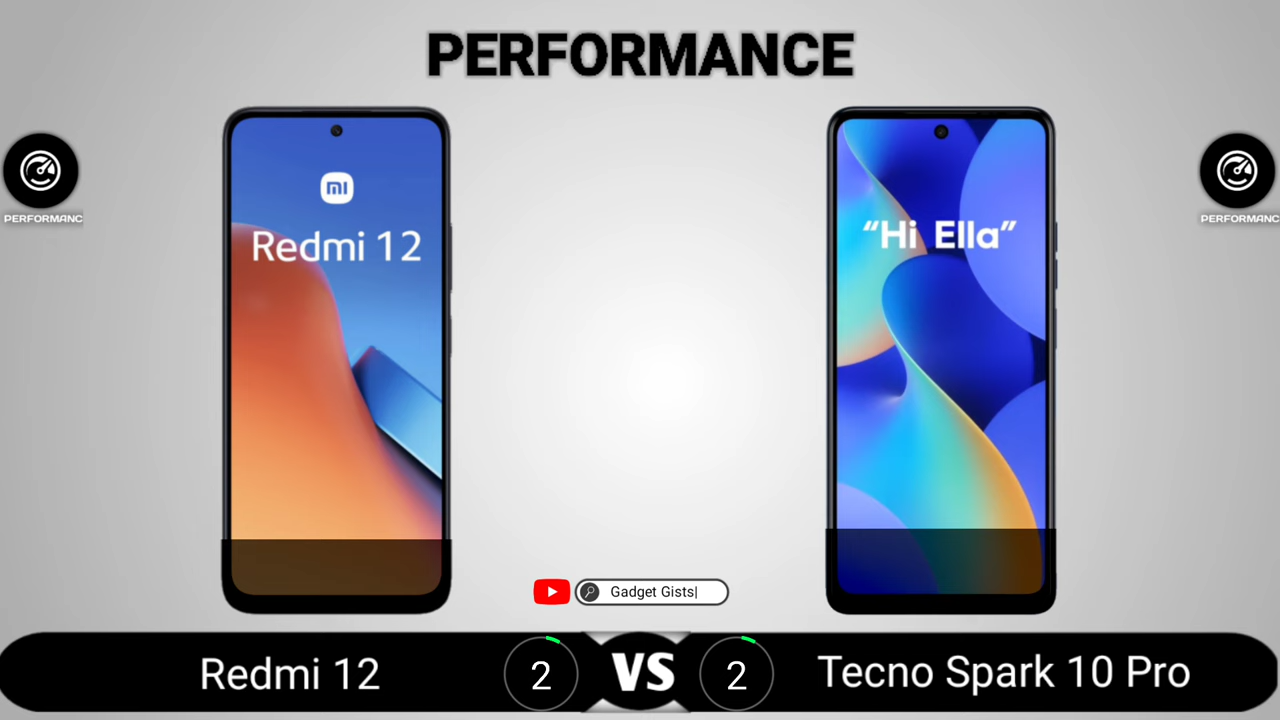 PERFORMANCE
PERFORMANC
PERFORMANC
mi
Redmi 12
“Hi Ella”
Gadget Gists|
Redmi 12
2
VS
2
Tecno Spark 10 Pro